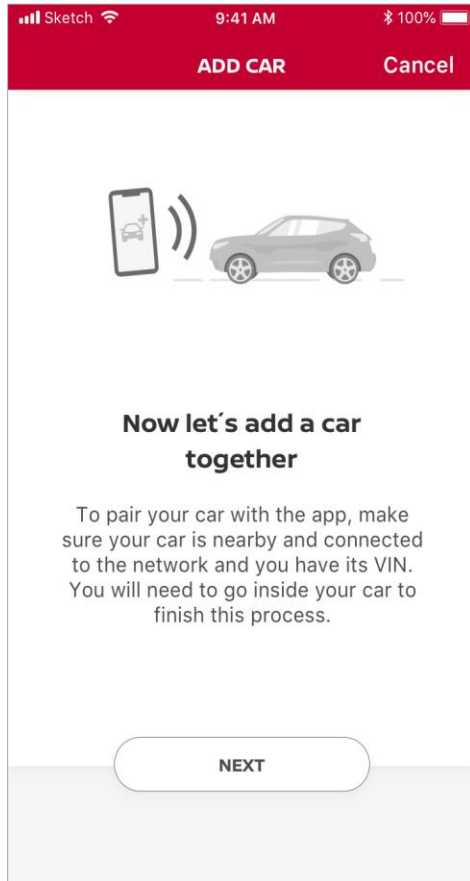 Sketch 9:41 AM 100%
ADD CAR Cancel
Now let´s add a car
together
To pair your car with the app, make
sure your car is nearby and connected
to the network and you have its VIN.
You will need to go inside your car to
finish this process.
NEXT